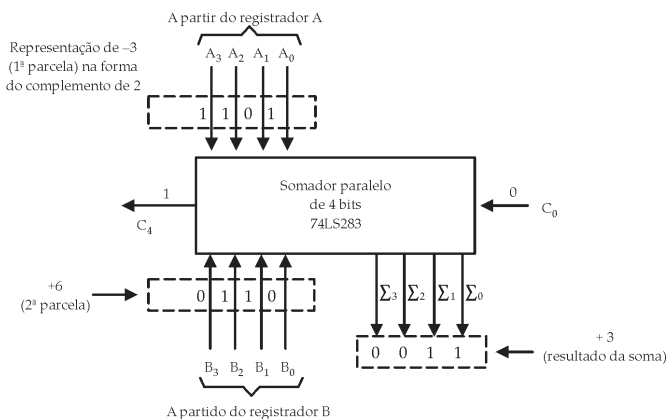 A partir do registrador A
Representação de –3
(1ª parcela) na forma
do complemento de 2
A₃ A₂ A₁ A₀
1 1 0 1
Somador paralelo
de 4 bits
74LS283
1
C₄
0
C₀
+6
(2ª parcela)
0 1 1 0
Σ₃ Σ₂ Σ₁ Σ₀
0 0 1 1
+ 3
(resultado da soma)
B₃ B₂ B₁ B₀
A partido do registrador B